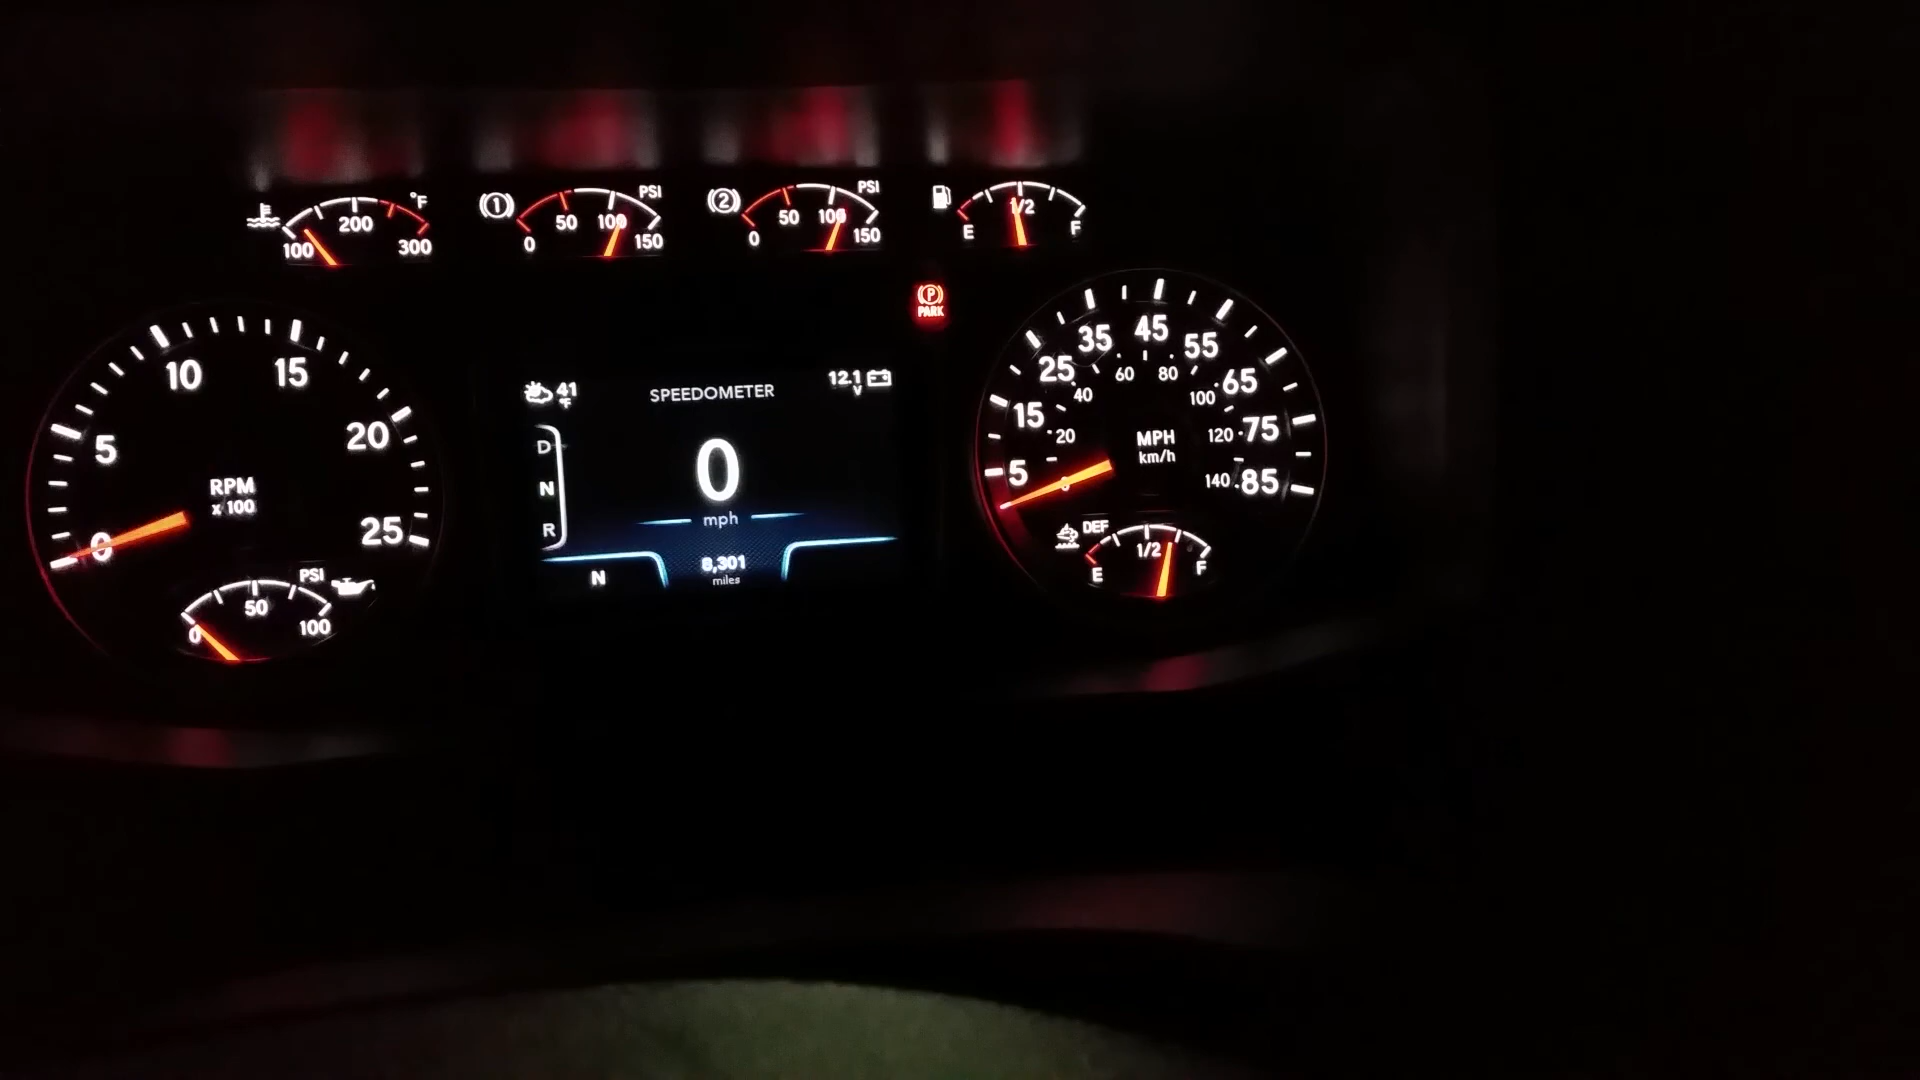 °F
100 200 300
1 PSI
0 50 100 150
2 PSI
0 50 100 150
E 1/2 F
P
PARK
0 5 10 15 20 25
RPM
x 100
PSI
0 50 100
41
°F
SPEEDOMETER
12.1
V
D
N
R
0
mph
8,301
miles
N
5 15 25 35 45 55 65 75 85
0 20 40 60 80 100 120 140
MPH
km/h
DEF
E 1/2 F